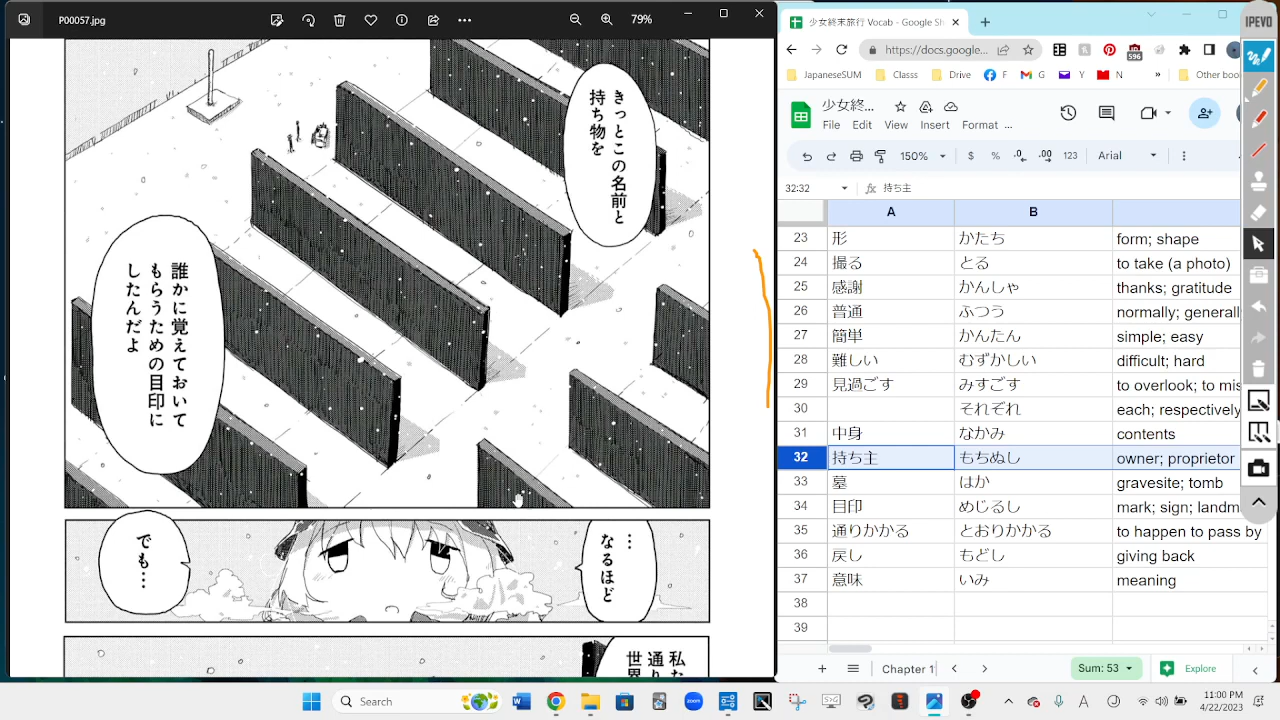 P00057.jpg
79%
きっとこの名前と
持ち物を
誰かに覚えておいて
もらうための目印に
したんだよ
…
なるほど
でも…
私た
通り
世界
少女終末旅行 Vocab - Google Sh
https://docs.google...
596
JapaneseSUM
Classs
Drive
F
G
Y
N
Other boo
少女終...
File Edit View Insert Format ...
150% $ % .0 .00 123 Arial
32:32 fx 持ち主
A B
23 形 かたち form; shape
24 撮る とる to take (a photo)
25 感謝 かんしゃ thanks; gratitude
26 普通 ふつう normally; generall
27 簡単 かんたん simple; easy
28 難しい むずかしい difficult; hard
29 見過ごす みすごす to overlook; to mis
30 それぞれ each; respectively
31 中身 なかみ contents
32 持ち主 もちぬし owner; proprietor
33 墓 はか gravesite; tomb
34 目印 めじるし mark; sign; landm
35 通りかかる とおりかかる to happen to pass by
36 戻し もどし giving back
37 意味 いみ meaning
38
39
Chapter 1
Sum: 53
Explore
IPEVO
Search
zoom
A
11:00 PM
4/22/2023